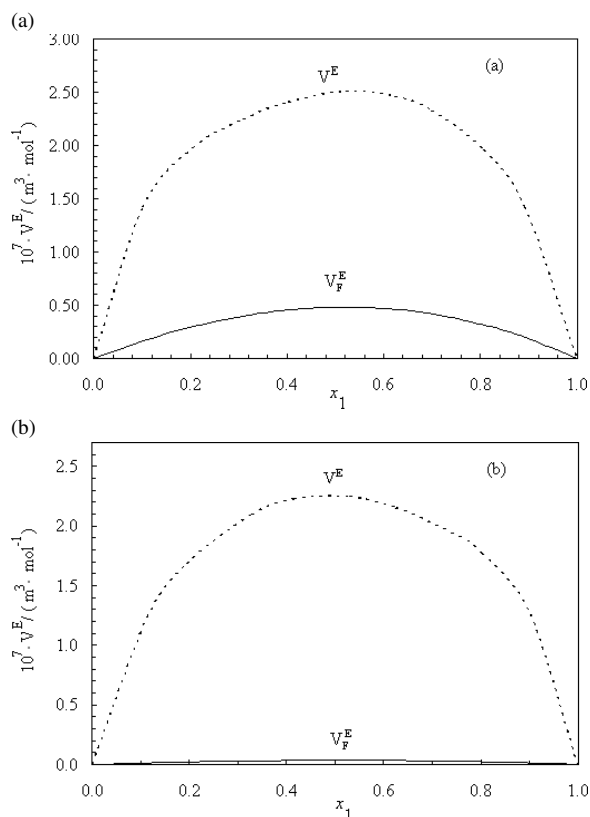 (a)
3.00
(a)
V^E
2.50
2.00
10^7 · V^E / ( m^3 · mol^-1)
1.50
1.00
V_F^E
0.50
0.00
0.0 0.2 0.4 0.6 0.8 1.0
x_1
(b)
2.5
(b)
V^E
2.0
10^7 · V^E / ( m^3 · mol^-1)
1.5
1.0
0.5
V_F^E
0.0
0.0 0.2 0.4 0.6 0.8 1.0
x_1